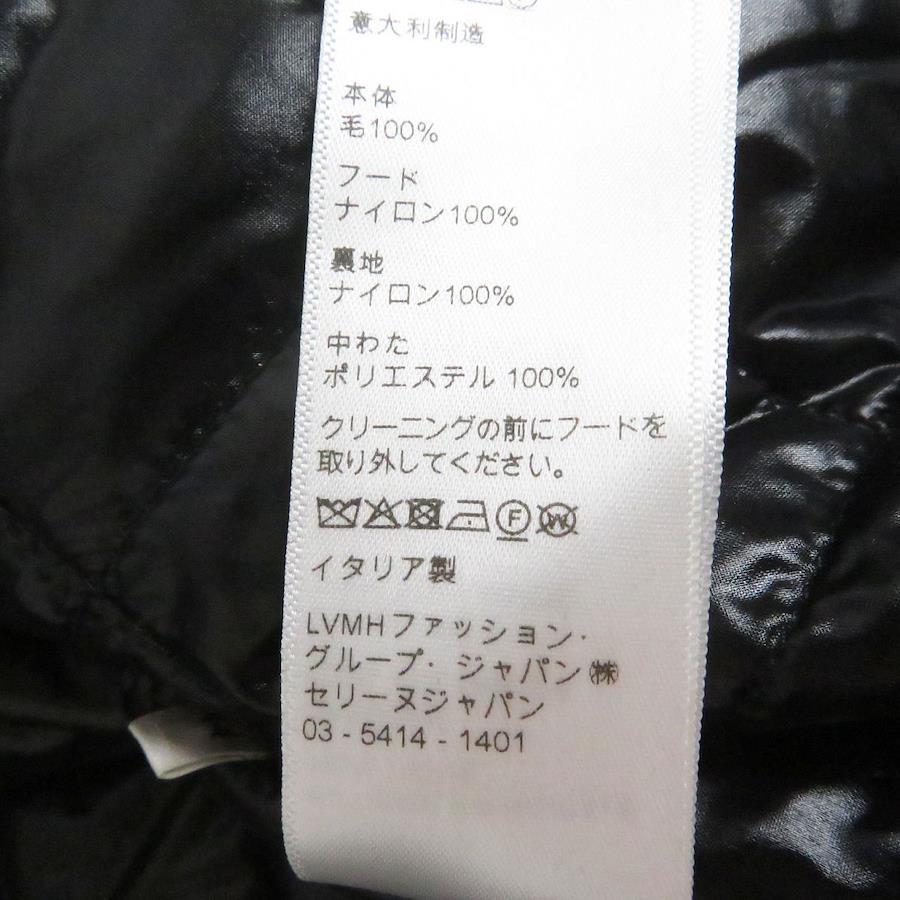 意大利制造
本体
毛100%
フード
ナイロン100%
裏地
ナイロン100%
中わた
ポリエステル 100%
クリーニングの前にフードを
取り外してください。
イタリア製
LVMHファッション・
グループ・ジャパン㈱
セリーヌジャパン
03 - 5414 - 1401